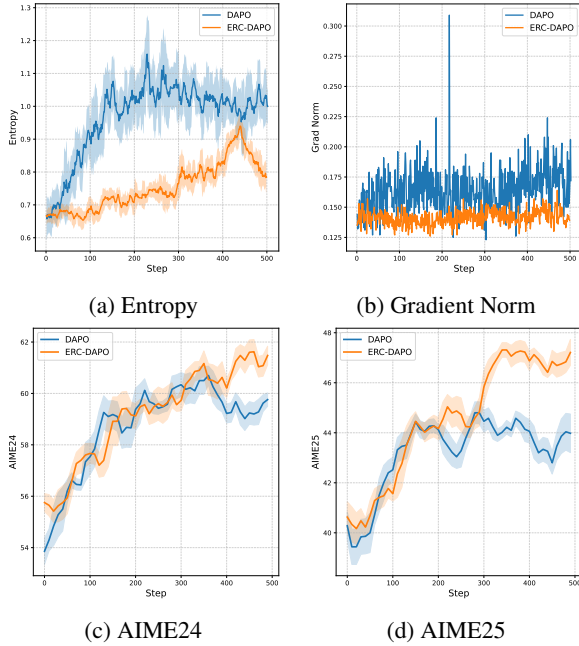 DAPO
ERC-DAPO
1.2
1.1
1.0
0.9
0.8
0.7
0.6
Entropy
0 100 200 300 400 500
Step
(a) Entropy
DAPO
ERC-DAPO
0.300
0.275
0.250
0.225
0.200
0.175
0.150
0.125
Grad Norm
0 100 200 300 400 500
Step
(b) Gradient Norm
DAPO
ERC-DAPO
62
60
58
56
54
AIME24
0 100 200 300 400 500
Step
(c) AIME24
DAPO
ERC-DAPO
48
46
44
42
40
AIME25
0 100 200 300 400 500
Step
(d) AIME25